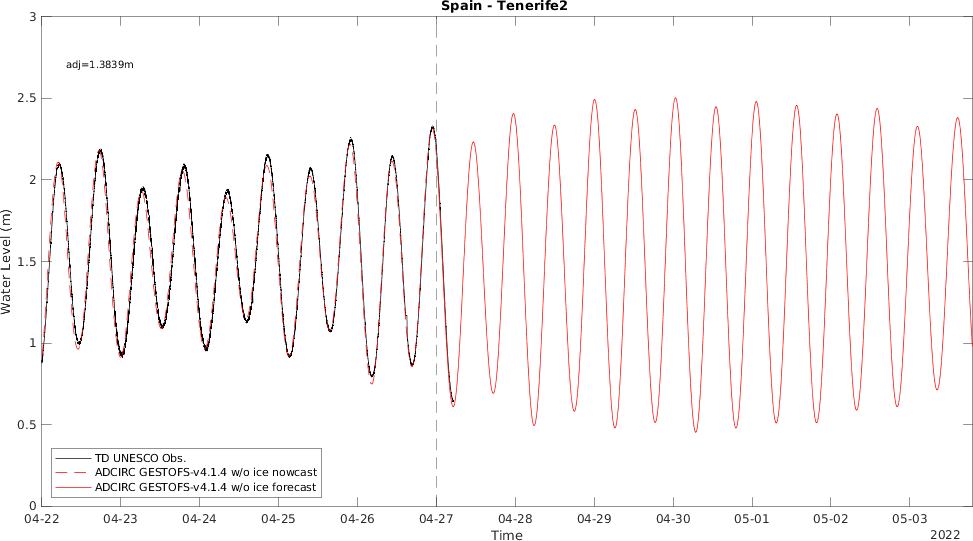 Spain - Tenerife2
adj=1.3839m
3
2.5
2
1.5
1
0.5
0
Water Level (m)
TD UNESCO Obs.
ADCIRC GESTOFS-v4.1.4 w/o ice nowcast
ADCIRC GESTOFS-v4.1.4 w/o ice forecast
04-22 04-23 04-24 04-25 04-26 04-27 04-28 04-29 04-30 05-01 05-02 05-03
Time
2022